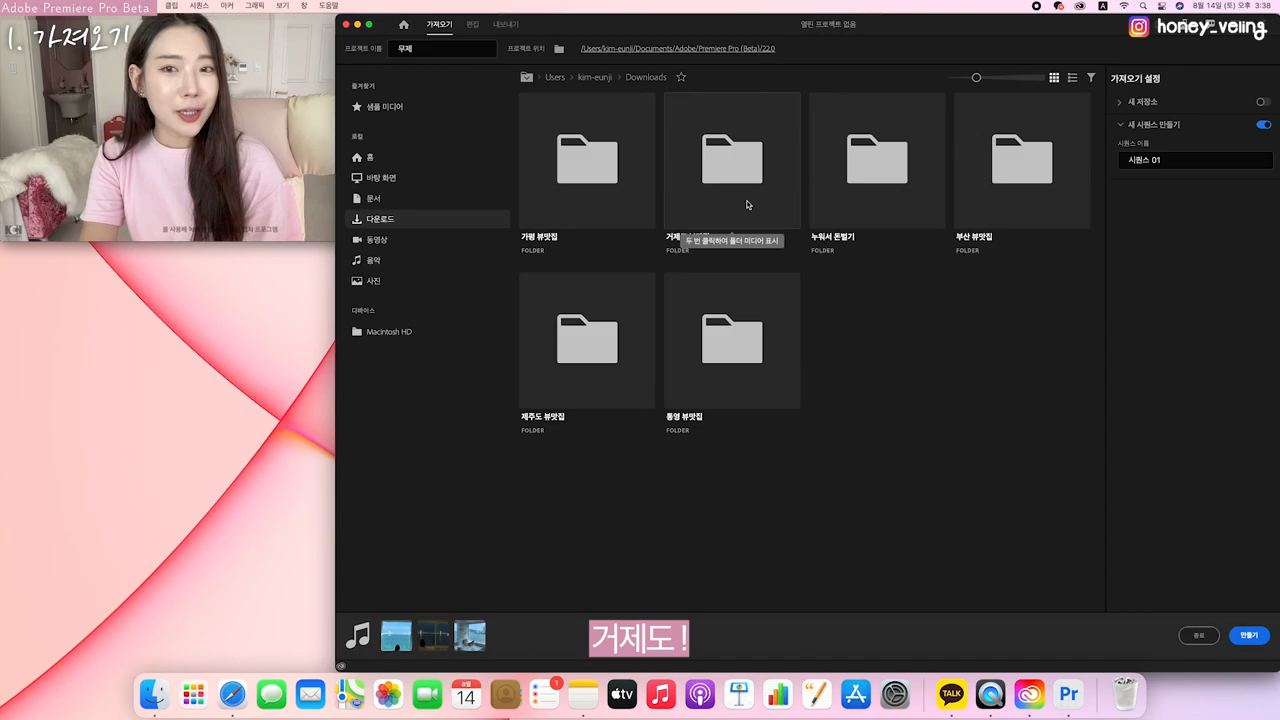 Adobe Premiere Pro Beta
클립 시퀀스 마커 그래픽 보기 창 도움말
8월 14일 (토) 오후 3:38
1. 가져오기
honey_veling
가져오기 편집 내보내기
열린 프로젝트 없음
프로젝트 이름 무제 프로젝트 위치 /Users/kim-eunji/Documents/Adobe/Premiere Pro (Beta)/22.0
즐겨찾기
샘플 미디어
로컬
홈
바탕 화면
문서
다운로드
동영상
음악
사진
디바이스
Macintosh HD
Users kim-eunji Downloads
가평 뷰맛집
FOLDER
거제
FOLDER
두 번 클릭하여 폴더 미디어 표시
누워서 돈벌기
FOLDER
부산 뷰맛집
FOLDER
제주도 뷰맛집
FOLDER
통영 뷰맛집
FOLDER
가져오기 설정
새 저장소
새 시퀀스 만들기
시퀀스 이름
시퀀스 01
거제도!
종료
만들기
8월
14
1
tv
TALK
Pr